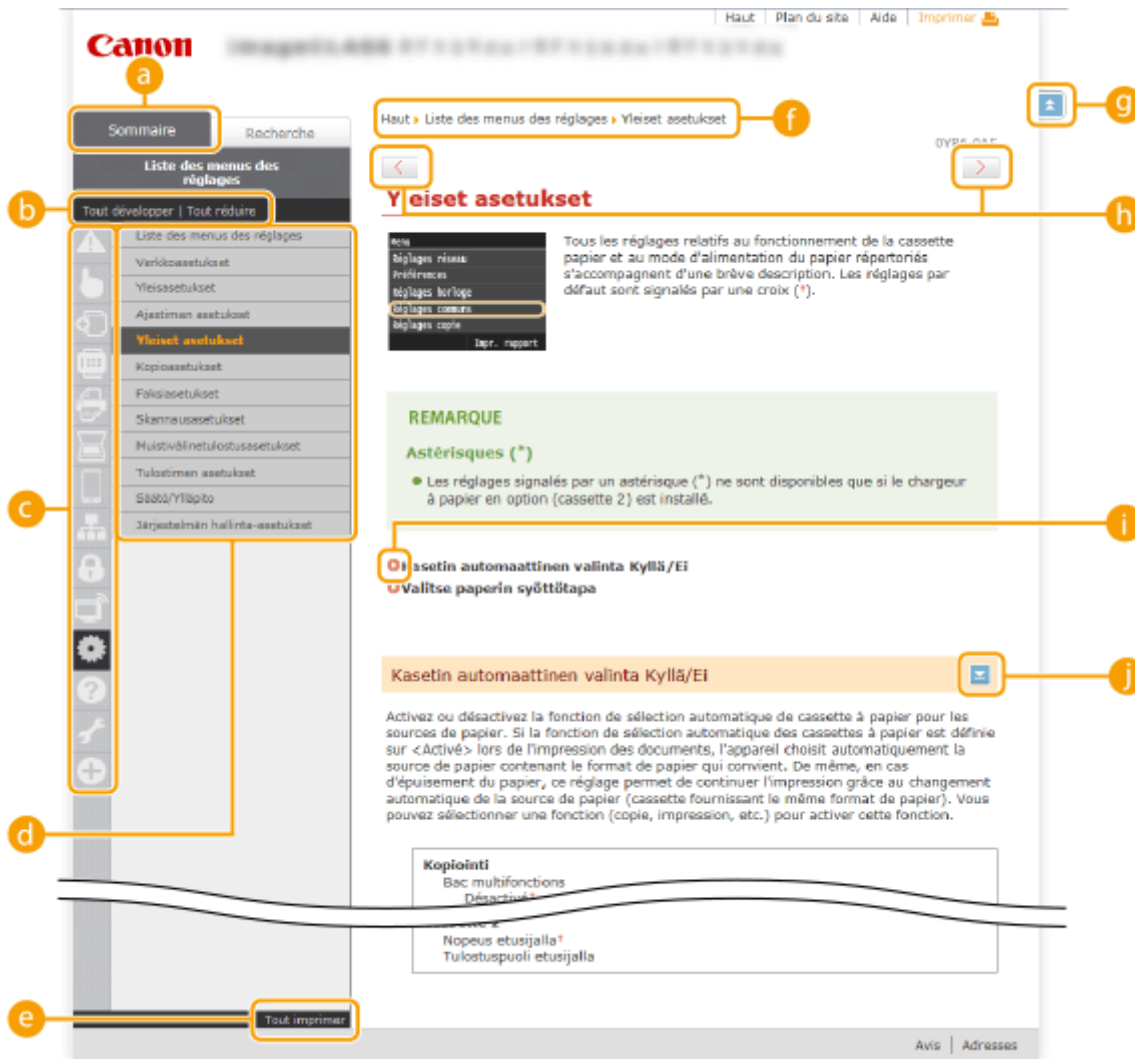 Haut | Plan du site | Aide | Imprimer
Canon
a
g
Sommaire
Recherche
Haut Liste des menus des réglages Yleiset asetukset
f
Liste des menus des
réglages
h
b
Tout développer | Tout réduire
Yleiset asetukset
Liste des menus des réglages
Verkkoasetukset
Yleisasetukset
Ajastimen asetukset
Yleiset asetukset
Kopioasetukset
Faksiasetukset
Skannausasetukset
Muistivälinetulostusasetukset
Tulostimen asetukset
Säätö/Ylläpito
Järjestelmän hallinta-asetukset
c
d
Menu
Réglages réseau
Préférences
Réglages horloge
Réglages communs
Réglages copie
Impr. rapport
Tous les réglages relatifs au fonctionnement de la cassette
papier et au mode d'alimentation du papier répertoriés
s'accompagnent d'une brève description. Les réglages par
défaut sont signalés par une croix (†).
REMARQUE
Astérisques (*)
Les réglages signalés par un astérisque (*) ne sont disponibles que si le chargeur
à papier en option (cassette 2) est installé.
i
Kasetin automaattinen valinta Kyllä/Ei
Valitse paperin syöttötapa
Kasetin automaattinen valinta Kyllä/Ei
j
Activez ou désactivez la fonction de sélection automatique de cassette à papier pour les
sources de papier. Si la fonction de sélection automatique des cassettes à papier est définie
sur <Activé> lors de l'impression des documents, l'appareil choisit automatiquement la
source de papier contenant le format de papier qui convient. De même, en cas
d'épuisement du papier, ce réglage permet de continuer l'impression grâce au changement
automatique de la source de papier (cassette fournissant le même format de papier). Vous
pouvez sélectionner une fonction (copie, impression, etc.) pour activer cette fonction.
Kopiointi
Bac multifonctions
Désactivé†
Nopeus etusijalla†
Tulostuspuoli etusijalla
e
Tout imprimer
Avis | Adresses